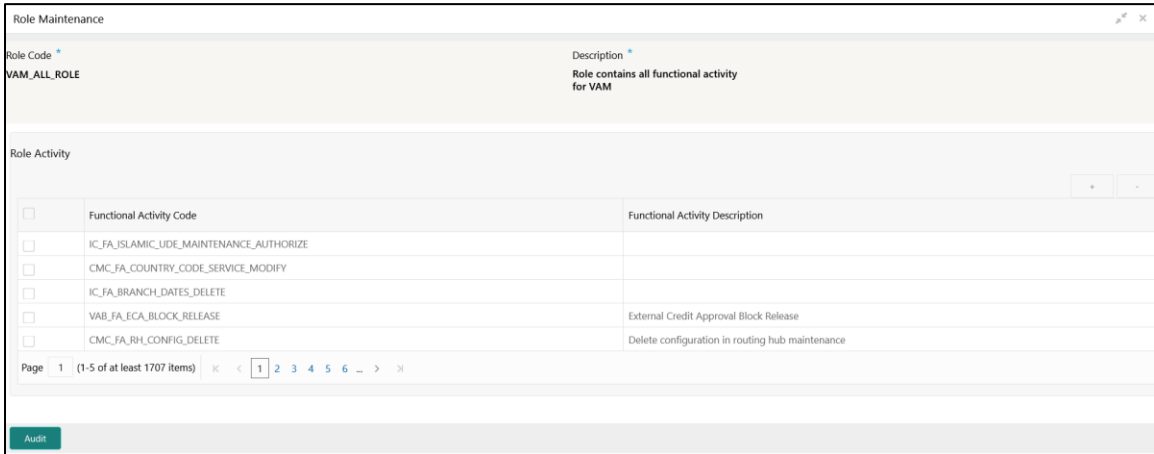 Role Maintenance
Role Code * Description *
VAM_ALL_ROLE Role contains all functional activity
for VAM
Role Activity
+ -
Functional Activity Code Functional Activity Description
IC_FA_ISLAMIC_UDE_MAINTENANCE_AUTHORIZE
CMC_FA_COUNTRY_CODE_SERVICE_MODIFY
IC_FA_BRANCH_DATES_DELETE
VAB_FA_ECA_BLOCK_RELEASE External Credit Approval Block Release
CMC_FA_RH_CONFIG_DELETE Delete configuration in routing hub maintenance
Page 1 (1-5 of at least 1707 items) 1 2 3 4 5 6 ...
Audit